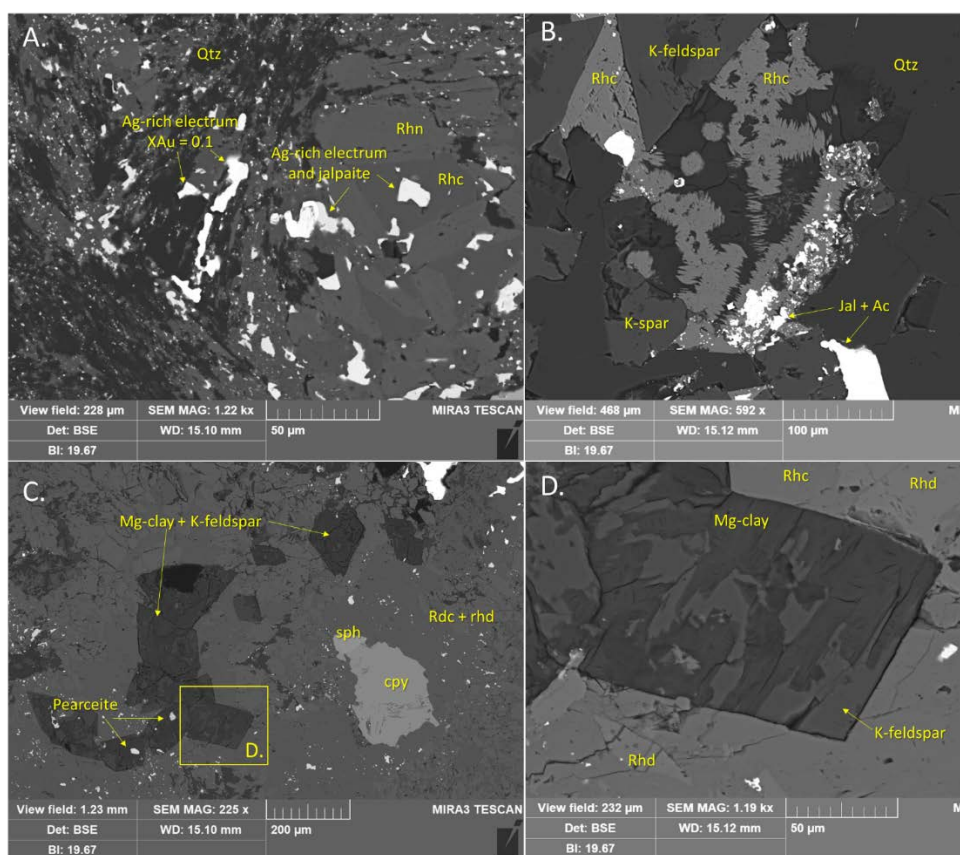 A.
Qtz
Ag-rich electrum
XAu = 0.1
Rhn
Ag-rich electrum
and jalpaite
Rhc
View field: 228 µm
SEM MAG: 1.22 kx
Det: BSE
WD: 15.10 mm
50 µm
BI: 19.67
MIRA3 TESCAN
B.
K-feldspar
Rhc
Rhc
Qtz
K-spar
Jal + Ac
View field: 468 µm
SEM MAG: 592 x
Det: BSE
WD: 15.12 mm
100 µm
BI: 19.67
M
C.
Mg-clay + K-feldspar
Rdc + rhd
sph
cpy
Pearceite
D.
View field: 1.23 mm
SEM MAG: 225 x
Det: BSE
WD: 15.10 mm
200 µm
BI: 19.67
MIRA3 TESCAN
D.
Rhc
Rhd
Mg-clay
K-feldspar
Rhd
View field: 232 µm
SEM MAG: 1.19 kx
Det: BSE
WD: 15.12 mm
50 µm
BI: 19.67
M